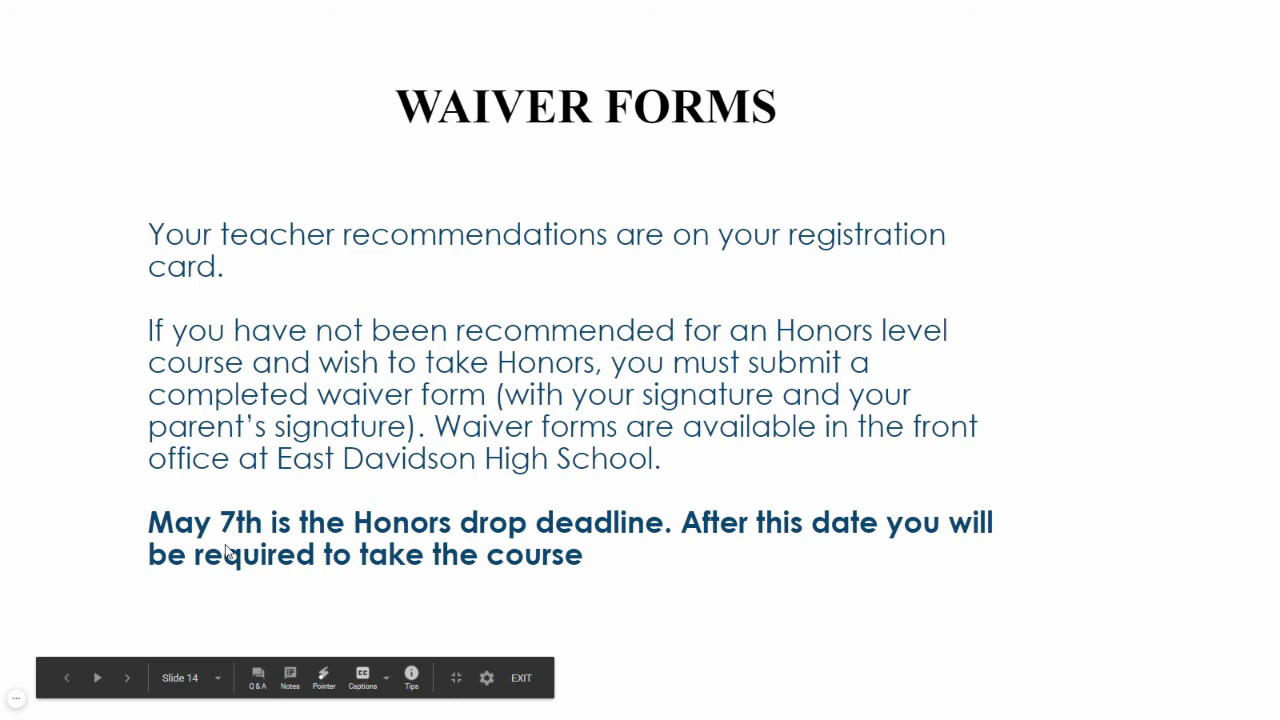 WAIVER FORMS
Your teacher recommendations are on your registration
card.
If you have not been recommended for an Honors level
course and wish to take Honors, you must submit a
completed waiver form (with your signature and your
parent’s signature). Waiver forms are available in the front
office at East Davidson High School.
May 7th is the Honors drop deadline. After this date you will
be required to take the course
Slide 14
Q & A
Notes
Pointer
CC
Captions
Tips
EXIT